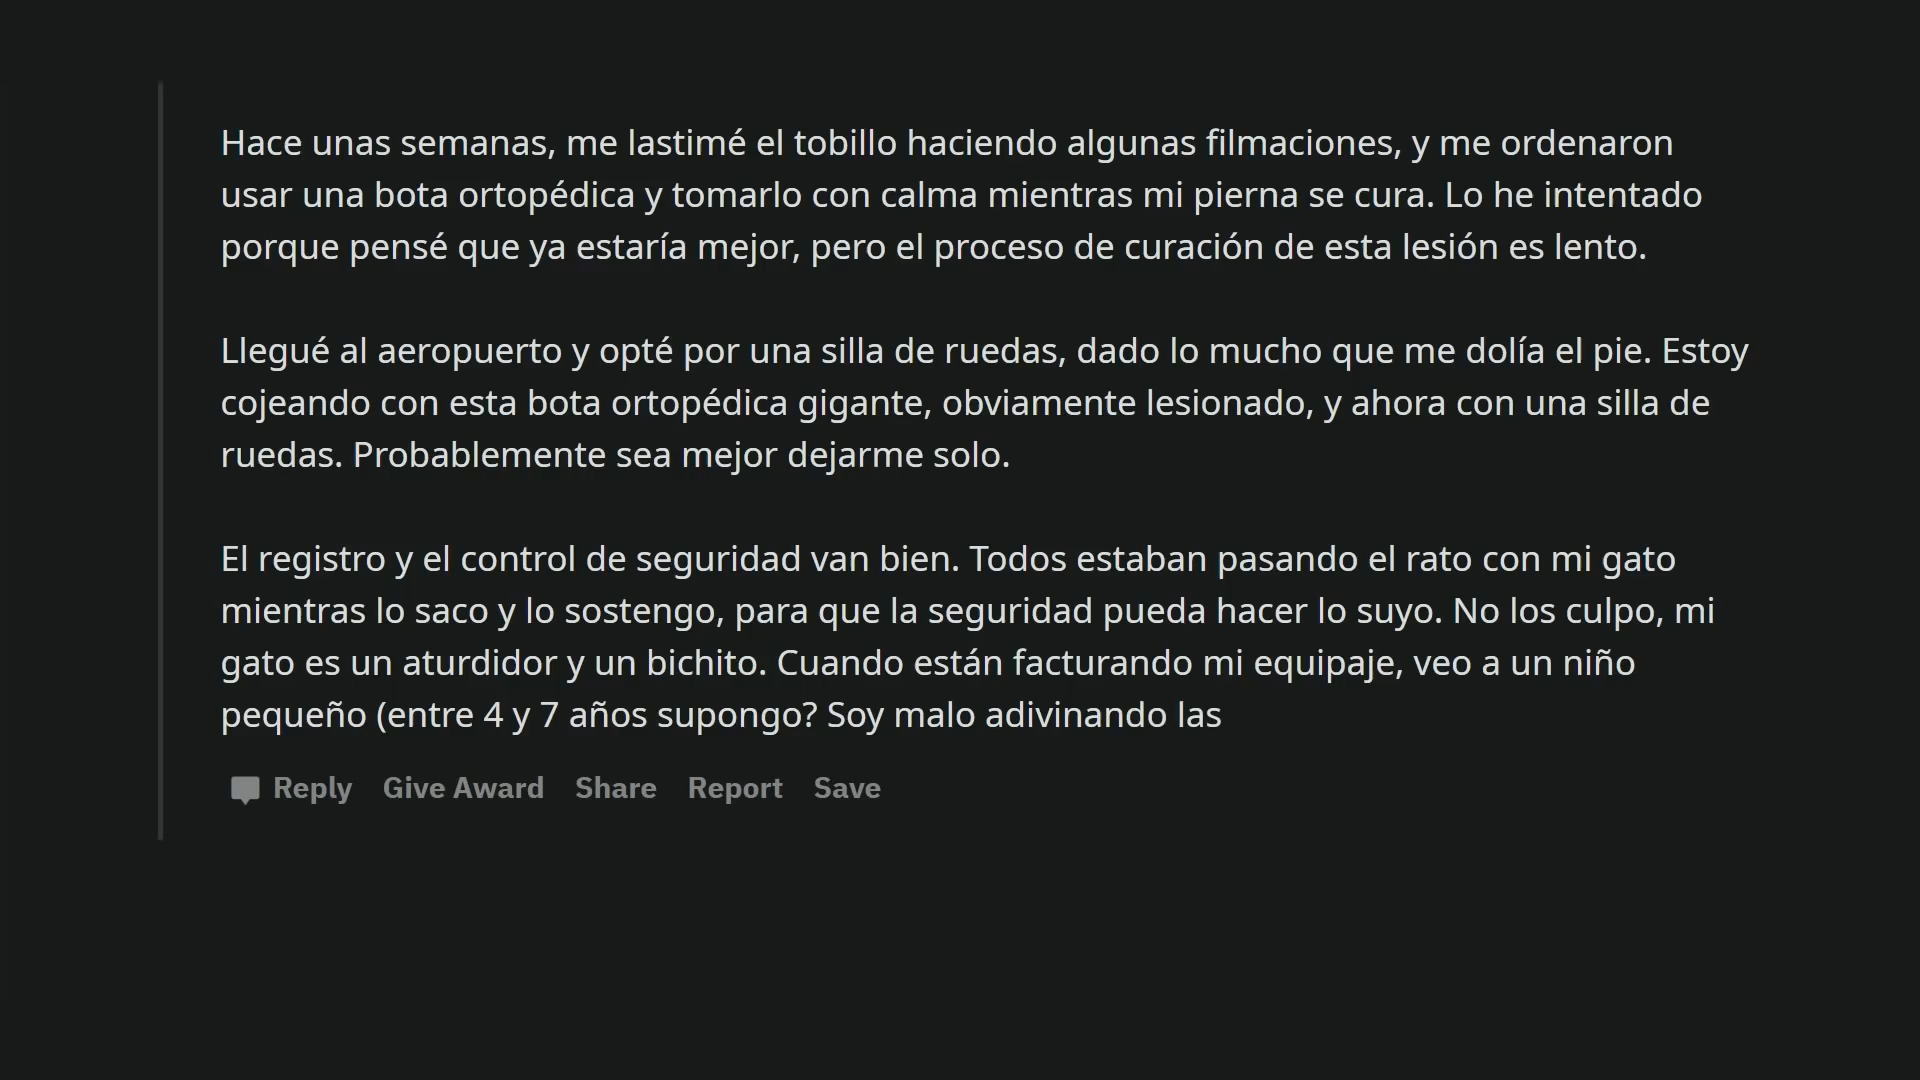 Hace unas semanas, me lastimé el tobillo haciendo algunas filmaciones, y me ordenaron
usar una bota ortopédica y tomarlo con calma mientras mi pierna se cura. Lo he intentado
porque pensé que ya estaría mejor, pero el proceso de curación de esta lesión es lento.
Llegué al aeropuerto y opté por una silla de ruedas, dado lo mucho que me dolía el pie. Estoy
cojeando con esta bota ortopédica gigante, obviamente lesionado, y ahora con una silla de
ruedas. Probablemente sea mejor dejarme solo.
El registro y el control de seguridad van bien. Todos estaban pasando el rato con mi gato
mientras lo saco y lo sostengo, para que la seguridad pueda hacer lo suyo. No los culpo, mi
gato es un aturdidor y un bichito. Cuando están facturando mi equipaje, veo a un niño
pequeño (entre 4 y 7 años supongo? Soy malo adivinando las
Reply Give Award Share Report Save